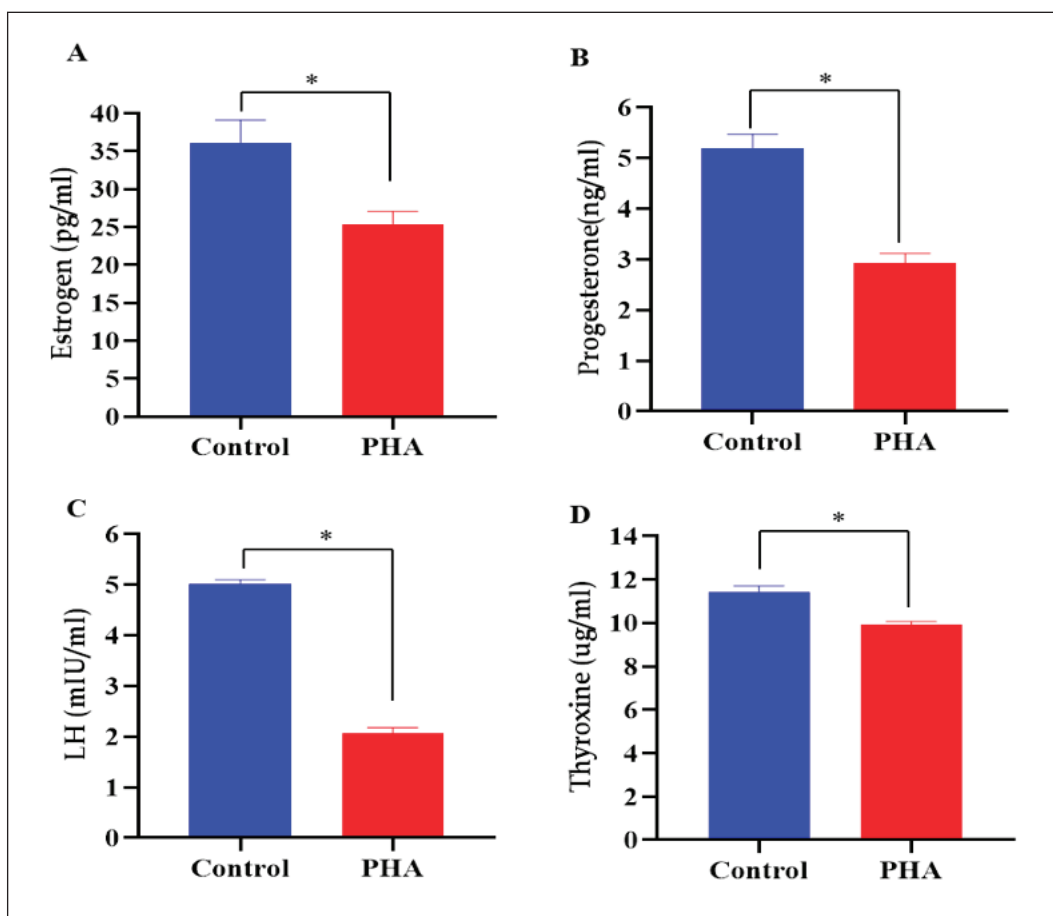 A
*
Estrogen (pg/ml)
40
35
30
25
20
15
10
5
0
Control PHA
B
*
Progesterone(ng/ml)
6
5
4
3
2
1
0
Control PHA
C
*
LH (mIU/ml)
6
5
4
3
2
1
0
Control PHA
D
*
Thyroxine (ug/ml)
14
12
10
8
6
4
2
0
Control PHA